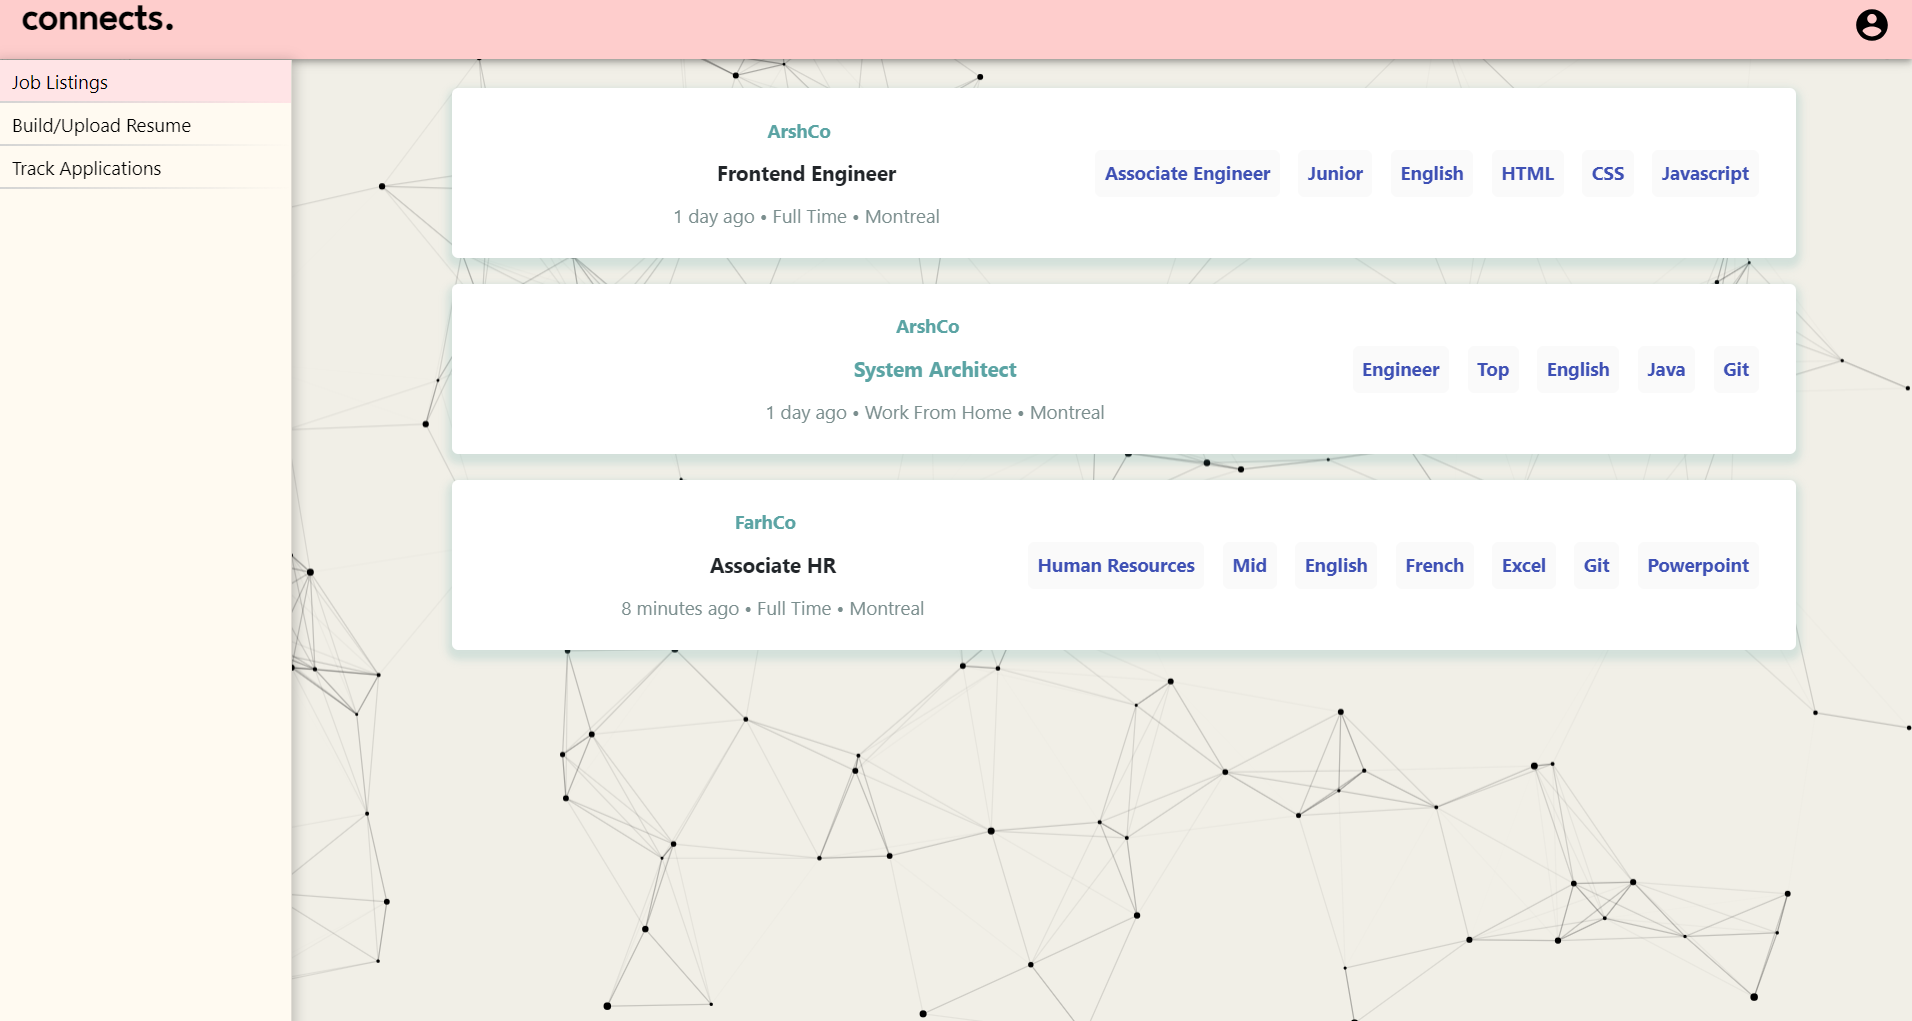 connects.
Job Listings
Build/Upload Resume
Track Applications
ArshCo
Frontend Engineer
1 day ago • Full Time • Montreal
Associate Engineer Junior English HTML CSS Javascript
ArshCo
System Architect
1 day ago • Work From Home • Montreal
Engineer Top English Java Git
FarhCo
Associate HR
8 minutes ago • Full Time • Montreal
Human Resources Mid English French Excel Git Powerpoint